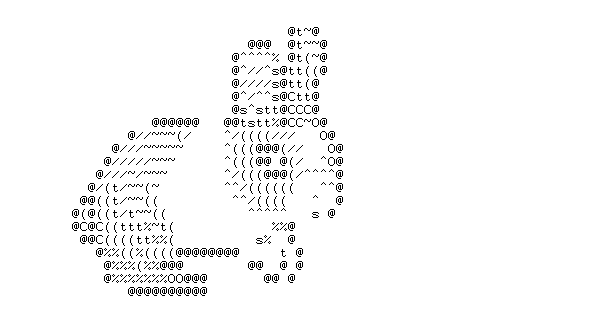 @t~@
                      @@@  @t~~@
                    @^^^^% @t(~@
                    @^//^s@tt((@
                    @////s@tt(@
                    @^/^^s@Ctt@
                    @s^stt@CCC@
          @@@@@@   @@tstt%@CC~O@
       @//~~~(/    ^/((((///   O@
     @///~~~~~     ^(((@@@(//   O@
    @/////~~~      ^(((@@ @(/  ^O@
   @///~/~~~       ^/(((@@@(/^^^^@
  @/(t/~~(~        ^^/((((((   ^^@
 @@((t/~~((         ^^/((((   ^  @
@(@((t/t~~((          ^^^^^   s @
@C@C((ttt%~t(            %%@
 @@C((((tt%%(          s%  @
   @%%((%((((@@@@@@@@     t @
    @%%%(%%@@@        @@  @ @
    @%%%%%%%OO@@@       @@ @
       @@@@@@@@@@